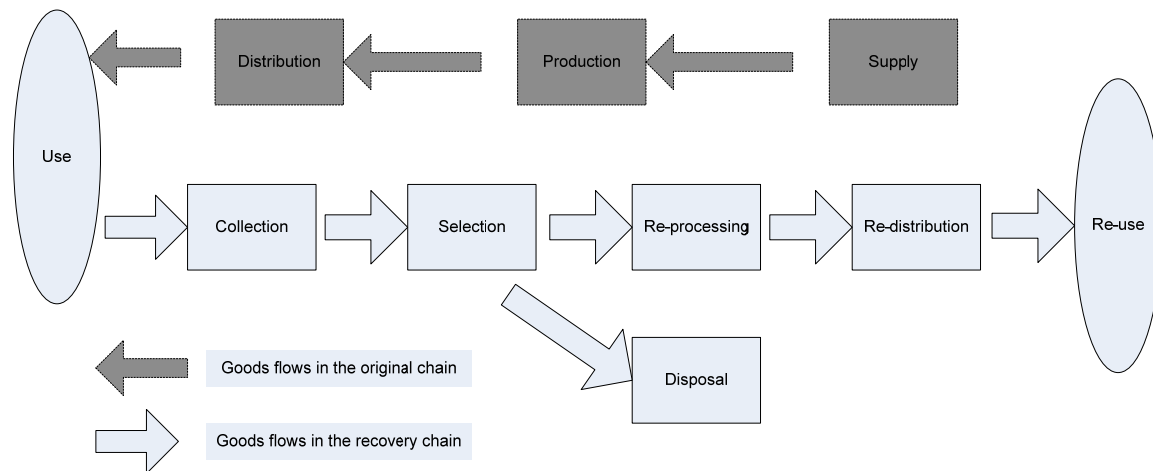 Distribution
Production
Supply
Use
Collection
Selection
Re-processing
Re-distribution
Re-use
Disposal
Goods flows in the original chain
Goods flows in the recovery chain